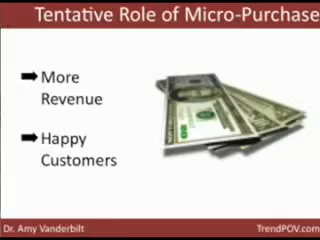 Tentative Role of Micro-Purchase
More
Revenue
Happy
Customers
Dr. Amy Vanderbilt
TrendPOV.com